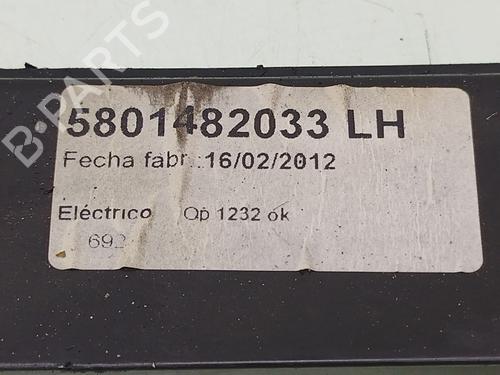 B-PARTS
5801482033 LH
Fecha fabr.:16/02/2012
Eléctrico Op 1232 ok
692